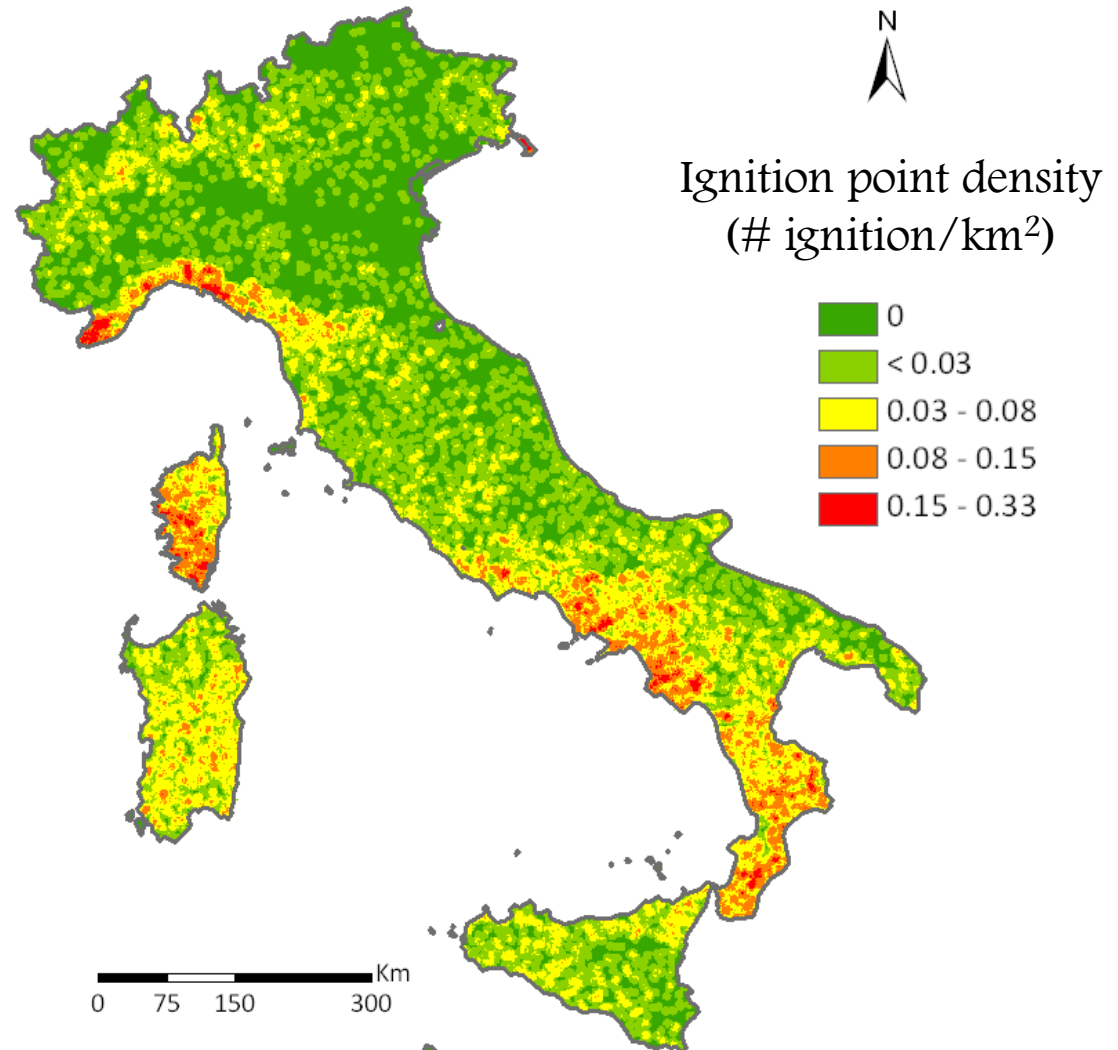 N
Ignition point density
(# ignition/km²)
0
< 0.03
0.03 - 0.08
0.08 - 0.15
0.15 - 0.33
Km
0 75 150 300